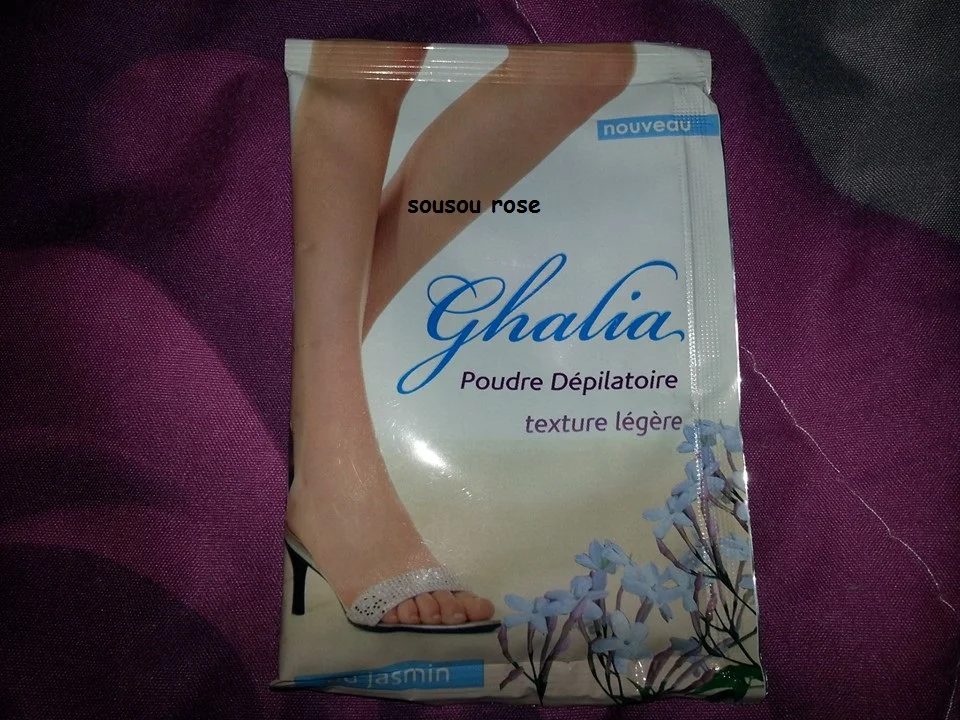 nouveau
sousou rose
Ghalia
Poudre Dépilatoire
texture légère
jasmin